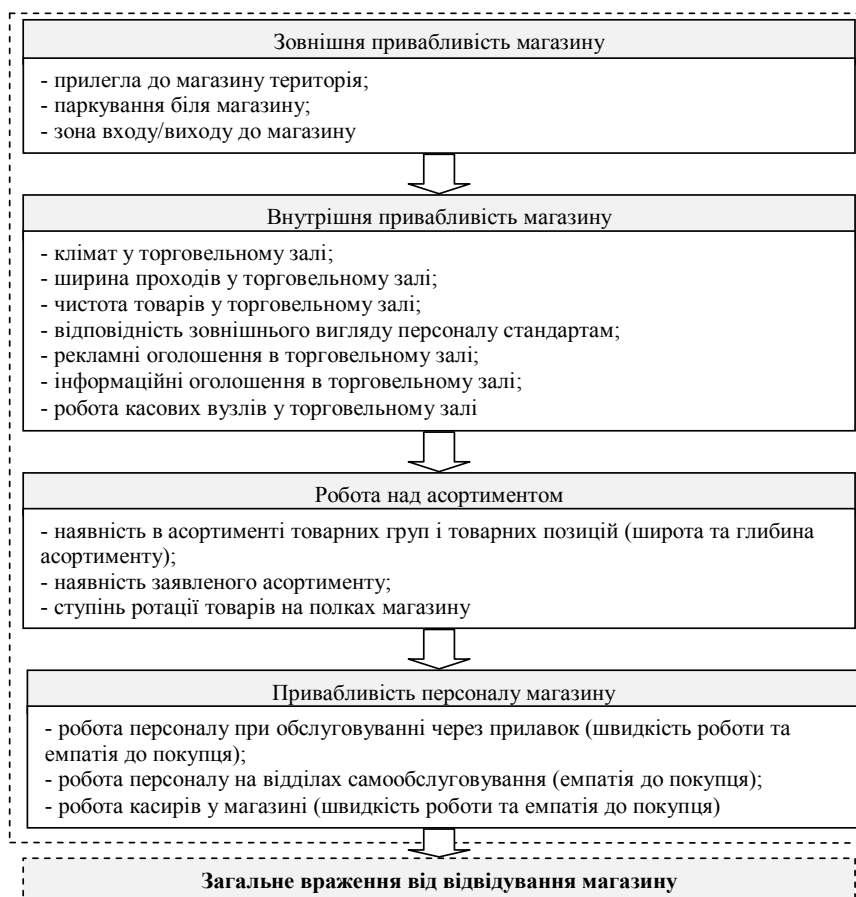 Зовнішня привабливість магазину
- прилегла до магазину територія;
- паркування біля магазину;
- зона входу/виходу до магазину
Внутрішня привабливість магазину
- клімат у торговельному залі;
- ширина проходів у торговельному залі;
- чистота товарів у торговельному залі;
- відповідність зовнішнього вигляду персоналу стандартам;
- рекламні оголошення в торговельному залі;
- інформаційні оголошення в торговельному залі;
- робота касових вузлів у торговельному залі
Робота над асортиментом
- наявність в асортименті товарних груп і товарних позицій (широта та глибина
асортименту);
- наявність заявленого асортименту;
- ступінь ротації товарів на полках магазину
Привабливість персоналу магазину
- робота персоналу при обслуговуванні через прилавок (швидкість роботи та
емпатія до покупця);
- робота персоналу на відділах самообслуговування (емпатія до покупця);
- робота касирів у магазині (швидкість роботи та емпатія до покупця)
Загальне враження від відвідування магазину